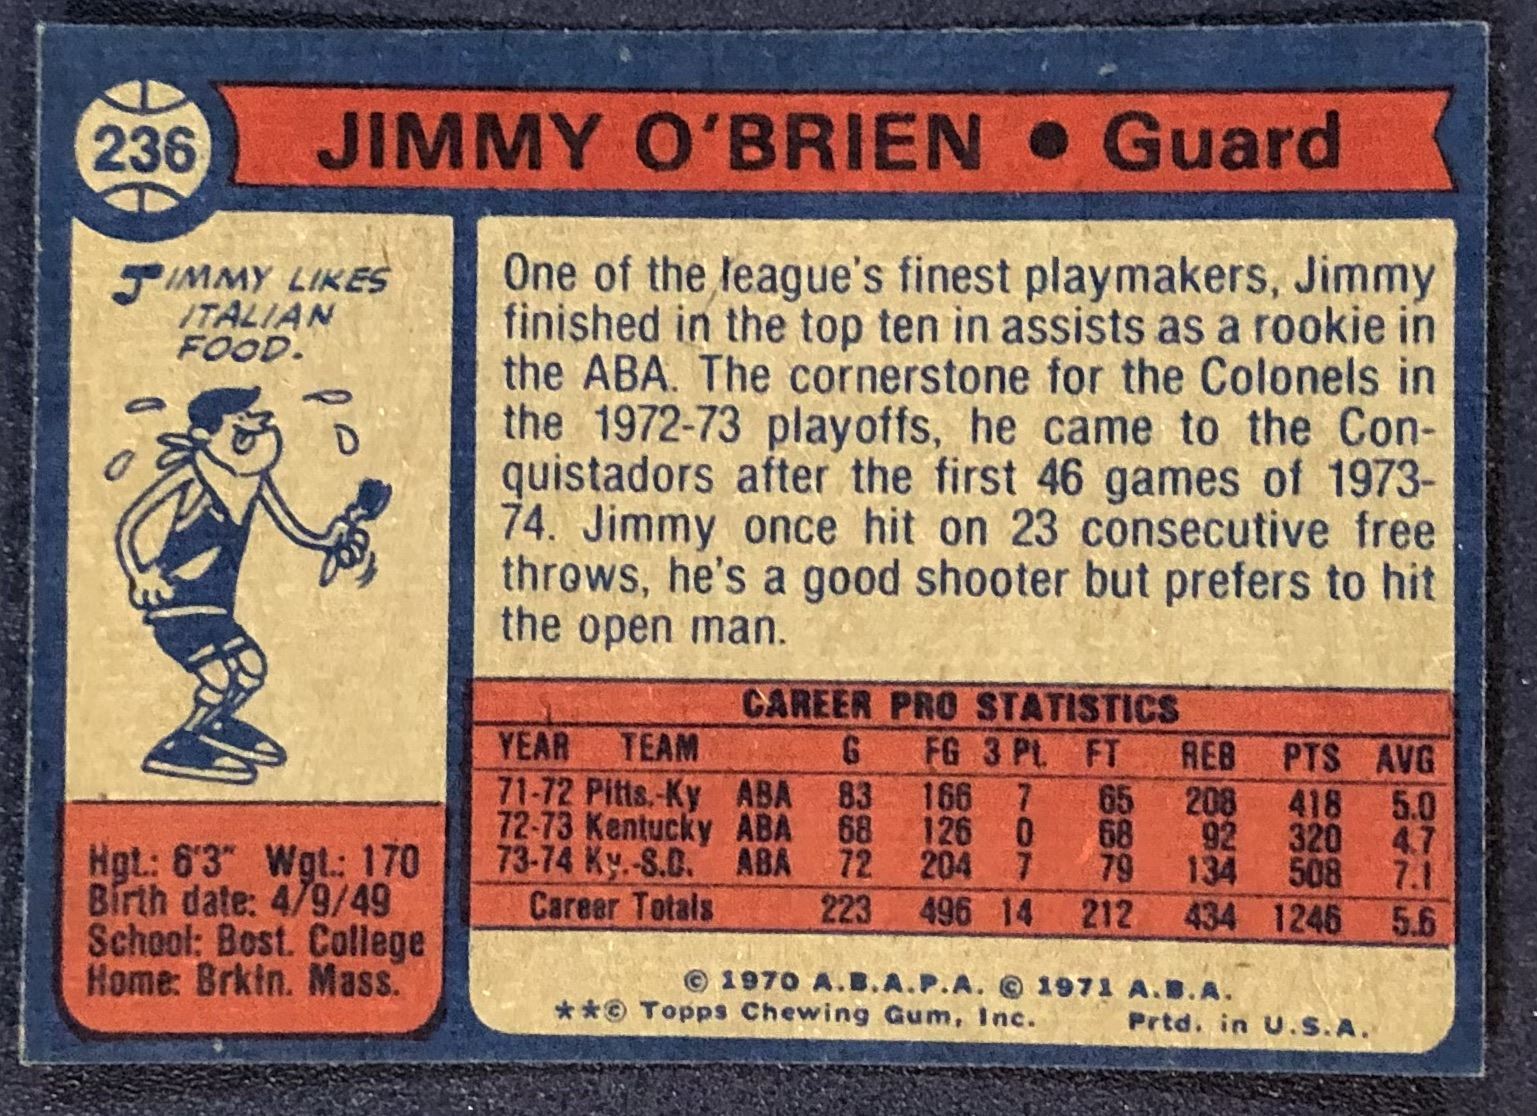 236
JIMMY O'BRIEN • Guard
JIMMY LIKES
ITALIAN
FOOD.
One of the league's finest playmakers, Jimmy
finished in the top ten in assists as a rookie in
the ABA. The cornerstone for the Colonels in
the 1972-73 playoffs, he came to the Con-
quistadors after the first 46 games of 1973-
74. Jimmy once hit on 23 consecutive free
throws, he's a good shooter but prefers to hit
the open man.
CAREER PRO STATISTICS
YEAR TEAM G FG 3 Pt. FT REB PTS AVG
71-72 Pitts.-Ky ABA 83 166 7 65 208 418 5.0
72-73 Kentucky ABA 68 126 0 68 92 320 4.7
73-74 Ky.-S.D. ABA 72 204 7 79 134 508 7.1
Career Totals 223 496 14 212 434 1246 5.6
Hgt.: 6'3" Wgt.: 170
Birth date: 4/9/49
School: Bost. College
Home: Brkln. Mass.
© 1970 A.B.A.P.A. © 1971 A.B.A.
**© Topps Chewing Gum, Inc. Prtd. in U.S.A.